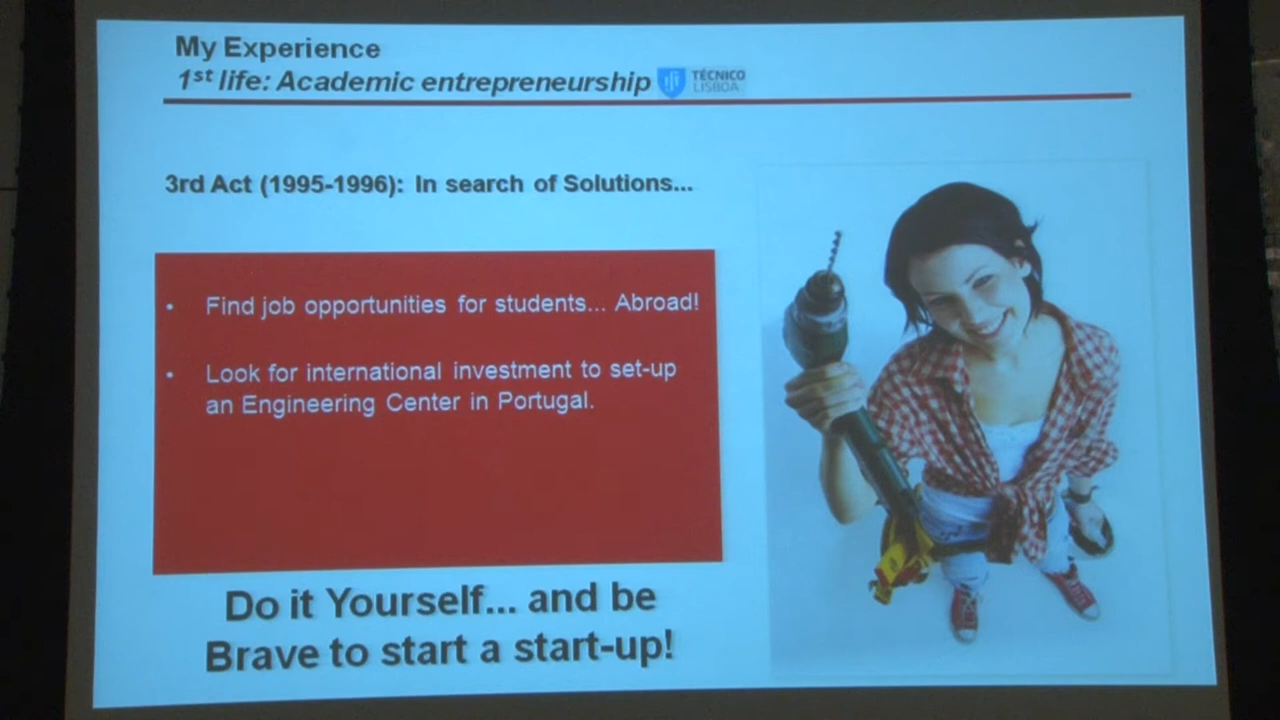 My Experience
1st life: Academic entrepreneurship
TÉCNICO
LISBOA
3rd Act (1995-1996): In search of Solutions...
• Find job opportunities for students... Abroad!
• Look for international investment to set-up
an Engineering Center in Portugal.
Do it Yourself... and be
Brave to start a start-up!